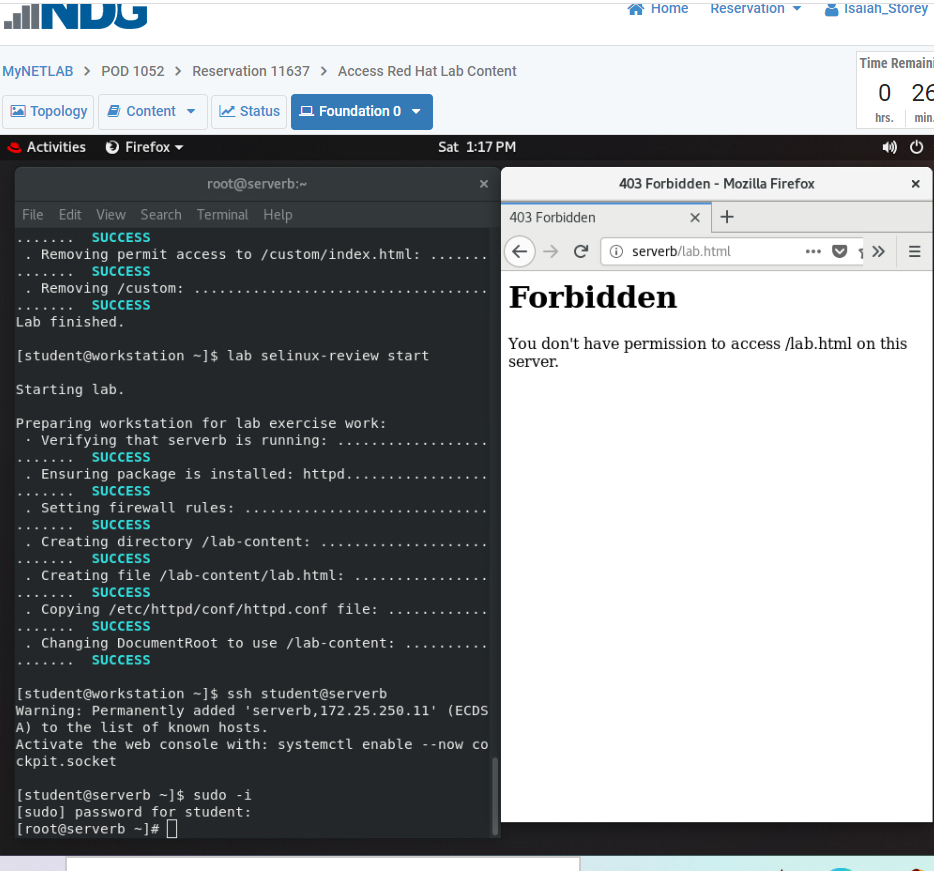 NDG
Home Reservation Isaiah_Storey
MyNETLAB > POD 1052 > Reservation 11637 > Access Red Hat Lab Content
Time Remaini
0 26
hrs. min.
Topology Content Status Foundation 0
Activities Firefox Sat 1:17 PM
root@serverb:~ ×
File Edit View Search Terminal Help
....... SUCCESS
. Removing permit access to /custom/index.html: .......
....... SUCCESS
. Removing /custom: ...................................
....... SUCCESS
Lab finished.
[student@workstation ~]$ lab selinux-review start
Starting lab.
Preparing workstation for lab exercise work:
· Verifying that serverb is running: ..................
....... SUCCESS
. Ensuring package is installed: httpd.................
....... SUCCESS
. Setting firewall rules: .............................
....... SUCCESS
. Creating directory /lab-content: ....................
....... SUCCESS
. Creating file /lab-content/lab.html: ................
....... SUCCESS
. Copying /etc/httpd/conf/httpd.conf file: ............
....... SUCCESS
. Changing DocumentRoot to use /lab-content: ..........
....... SUCCESS
[student@workstation ~]$ ssh student@serverb
Warning: Permanently added 'serverb,172.25.250.11' (ECDS
A) to the list of known hosts.
Activate the web console with: systemctl enable --now co
ckpit.socket
[student@serverb ~]$ sudo -i
[sudo] password for student:
[root@serverb ~]#
403 Forbidden - Mozilla Firefox ×
403 Forbidden × +
serverb/lab.html ••• »
Forbidden
You don't have permission to access /lab.html on this
server.